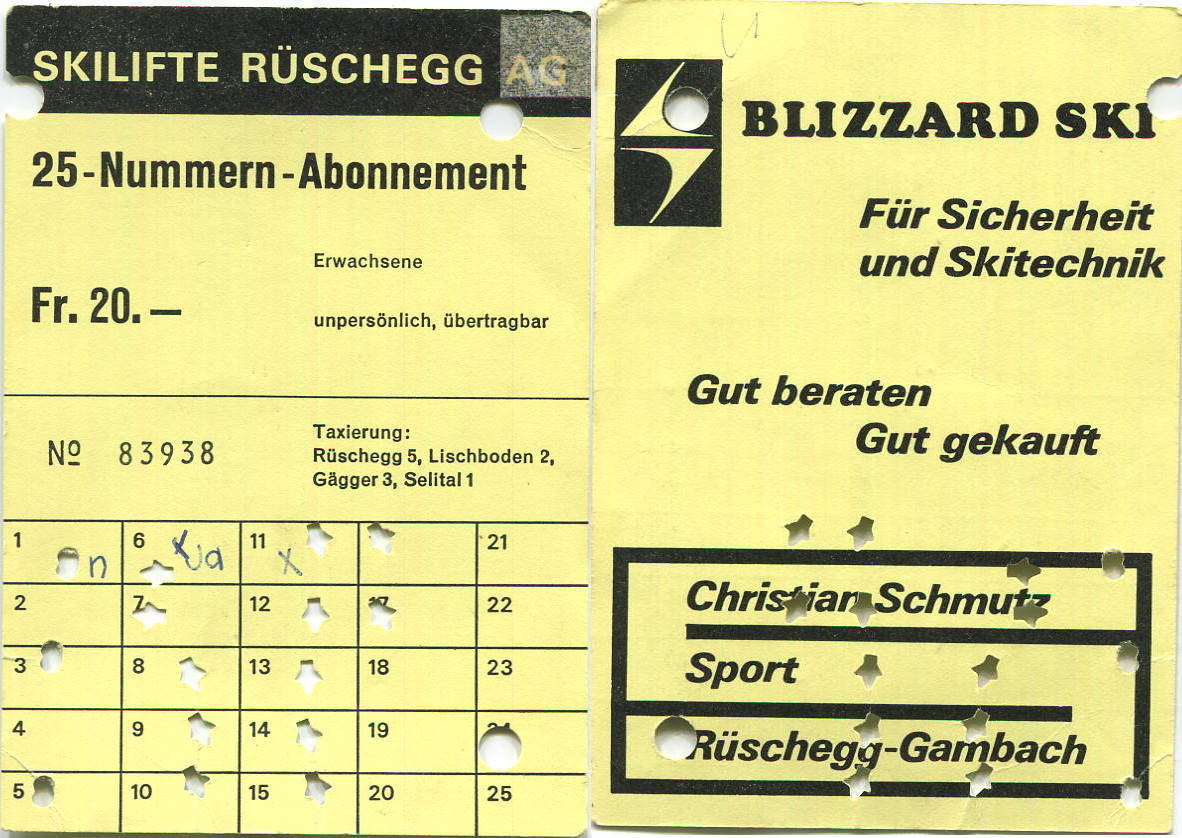 SKILIFTE RÜSCHEGG AG
25-Nummern-Abonnement
Erwachsene
Fr. 20.—
unpersönlich, übertragbar
Nº 83938
Taxierung:
Rüschegg 5, Lischboden 2,
Gägger 3, Selital 1
1 n 6 11 x 21
2 7 12 17 22
3 8 13 18 23
4 9 14 19 24
5 10 15 20 25
BLIZZARD SKI
Für Sicherheit
und Skitechnik
Gut beraten
Gut gekauft
Christian Schmutz
Sport
Rüschegg-Gambach